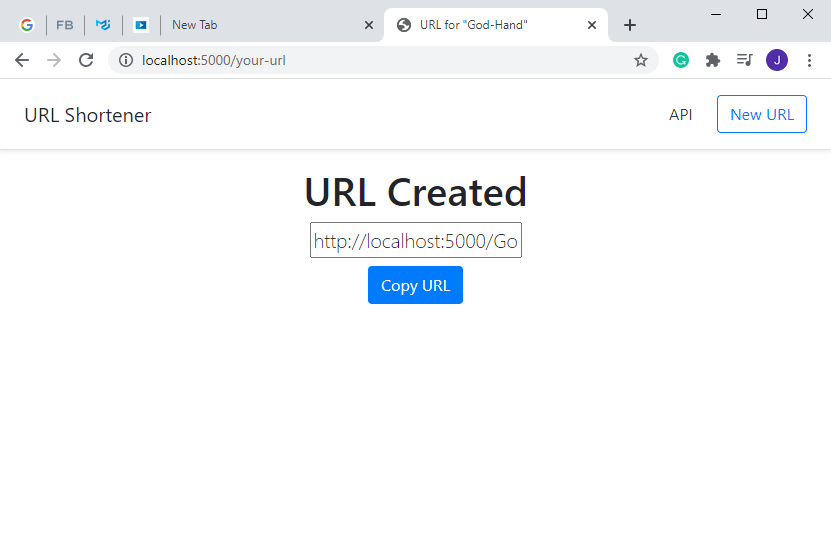 FB
New Tab
URL for "God-Hand"
localhost:5000/your-url
J
URL Shortener
API
New URL
URL Created
http://localhost:5000/Go
Copy URL